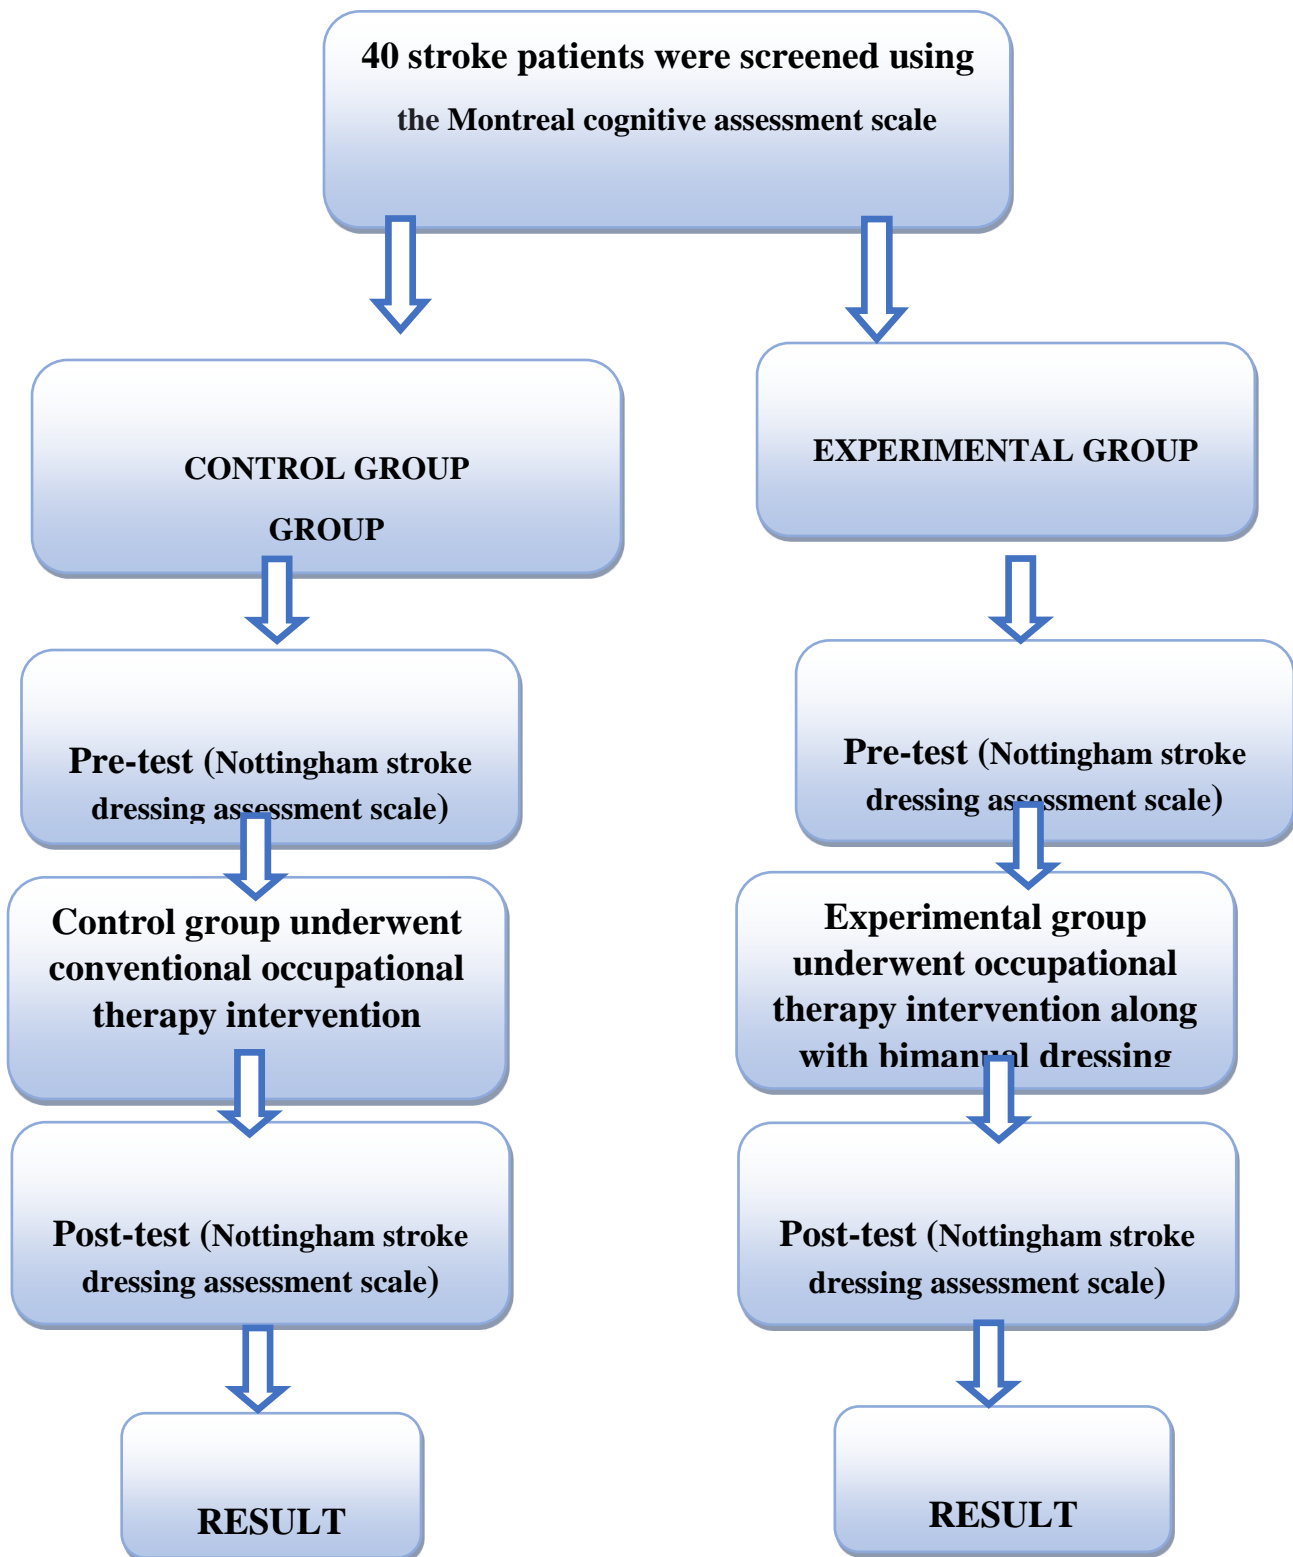 40 stroke patients were screened using
the Montreal cognitive assessment scale
CONTROL GROUP
GROUP
EXPERIMENTAL GROUP
Pre-test (Nottingham stroke
dressing assessment scale)
Pre-test (Nottingham stroke
dressing assessment scale)
Control group underwent
conventional occupational
therapy intervention
Experimental group
underwent occupational
therapy intervention along
with bimanual dressing
Post-test (Nottingham stroke
dressing assessment scale)
Post-test (Nottingham stroke
dressing assessment scale)
RESULT
RESULT